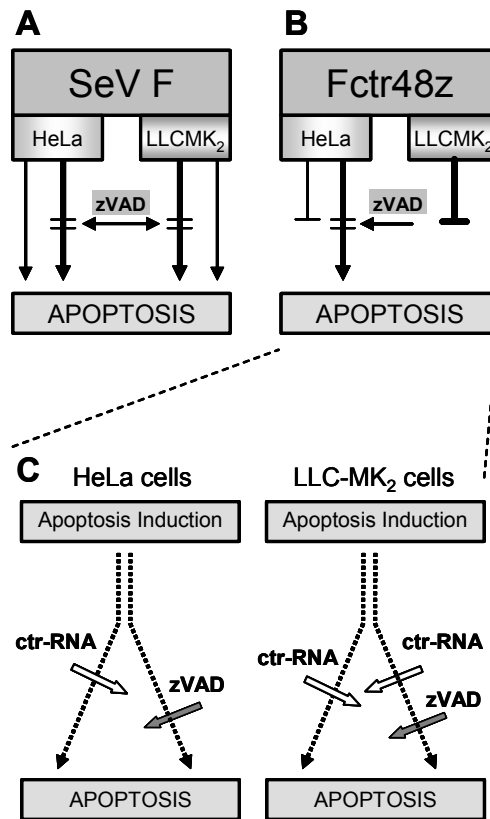 A
SeV F
HeLa
LLCMK₂
zVAD
APOPTOSIS
B
Fctr48z
HeLa
LLCMK₂
zVAD
APOPTOSIS
C
HeLa cells
Apoptosis Induction
ctr-RNA
zVAD
APOPTOSIS
LLC-MK₂ cells
Apoptosis Induction
ctr-RNA
ctr-RNA
zVAD
APOPTOSIS